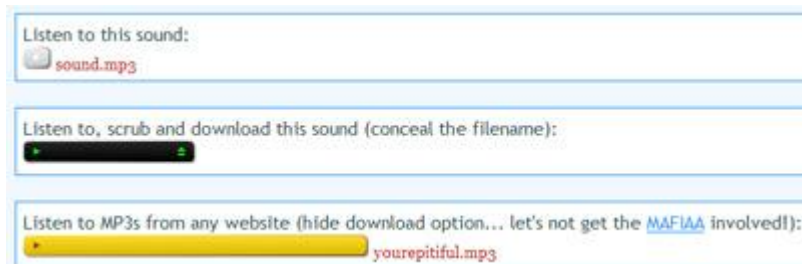 Listen to this sound:
sound.mp3
Listen to, scrub and download this sound (conceal the filename):
Listen to MP3s from any website (hide download option... let's not get the MAFIAA involved!):
yourepitiful.mp3